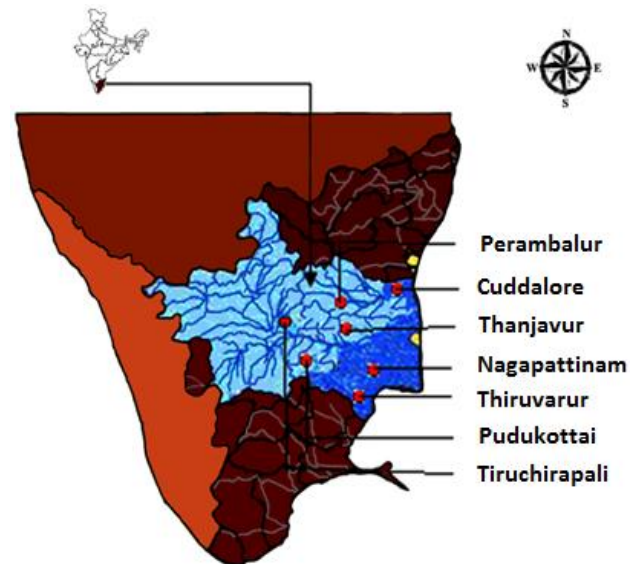 N
W E
S
Perambalur
Cuddalore
Thanjavur
Nagapattinam
Thiruvarur
Pudukottai
Tiruchirapali